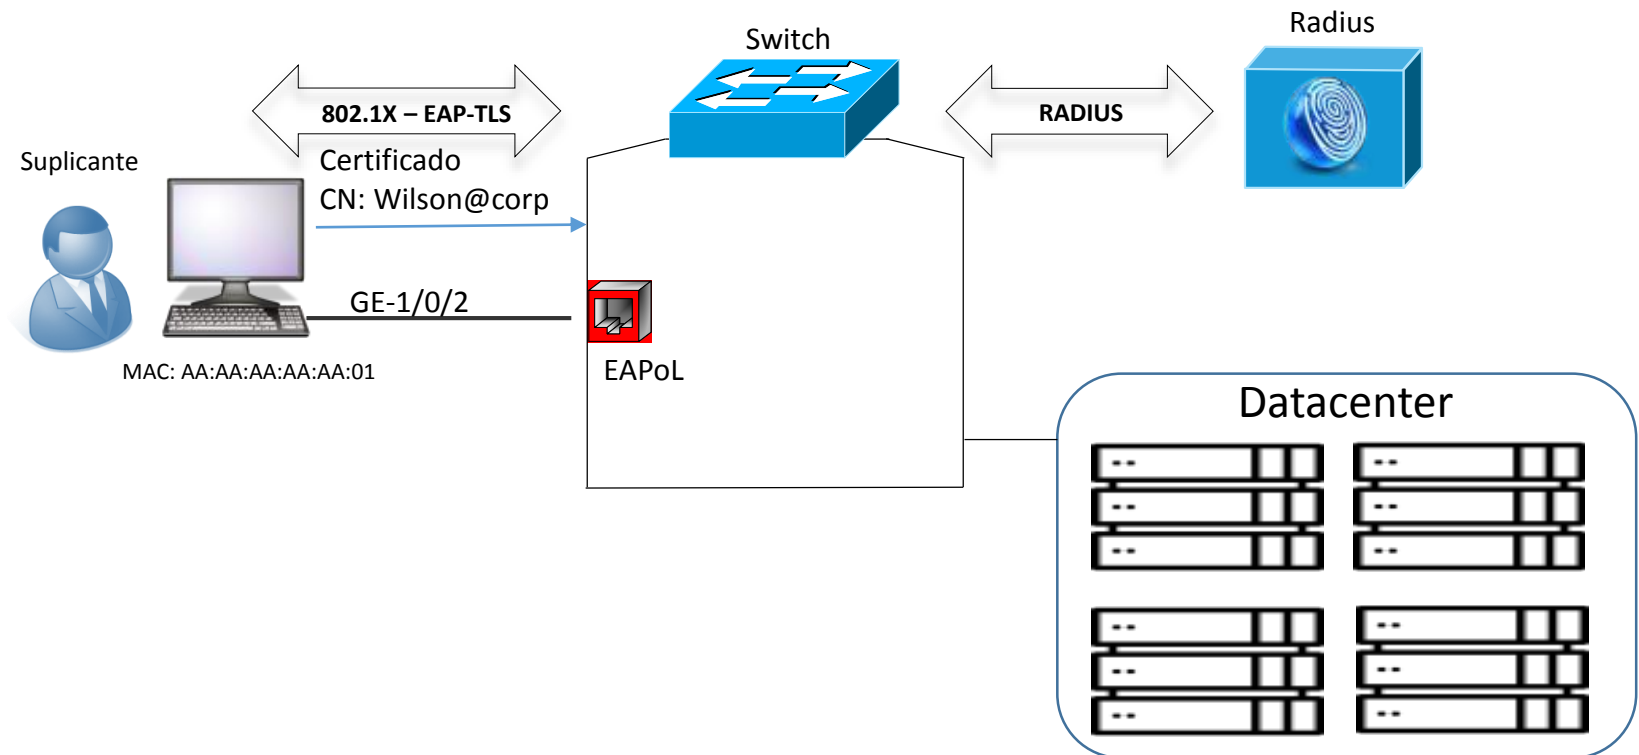 Radius
Switch
802.1X – EAP-TLS
RADIUS
Suplicante
Certificado
CN: Wilson@corp
GE-1/0/2
MAC: AA:AA:AA:AA:AA:01
EAPoL
Datacenter